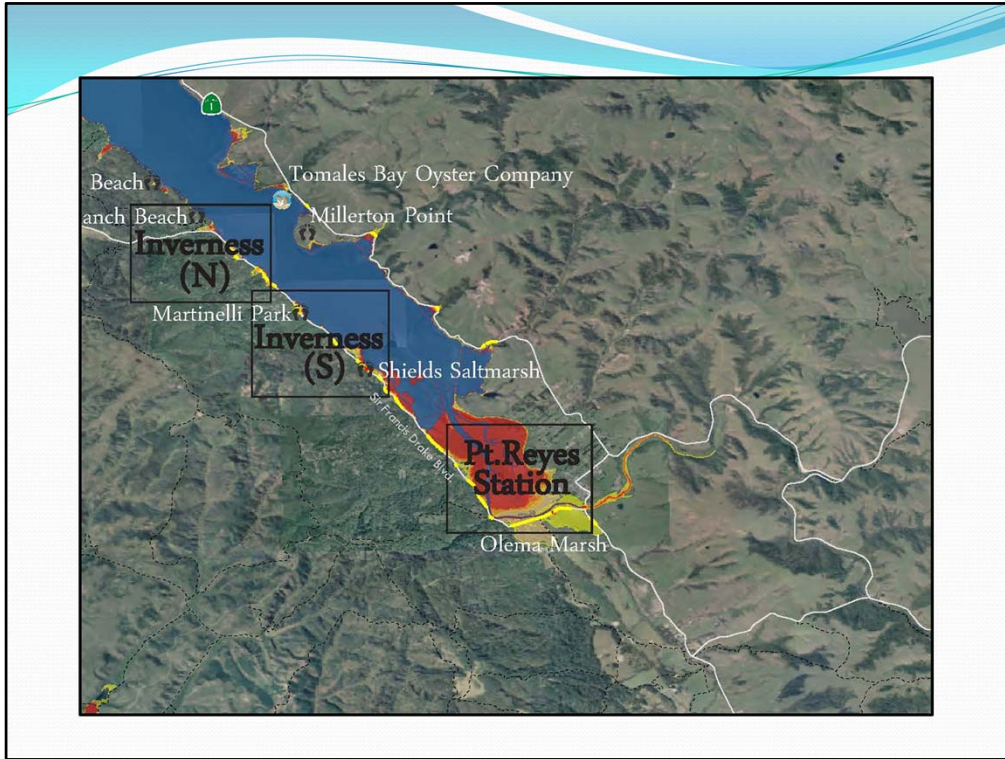 1
Tomales Bay Oyster Company
Beach
Millerton Point
anch Beach
Inverness
(N)
Martinelli Park
Inverness
(S)
Shields Saltmarsh
Sir Francis Drake Blvd
Pt.Reyes
Station
Olema Marsh